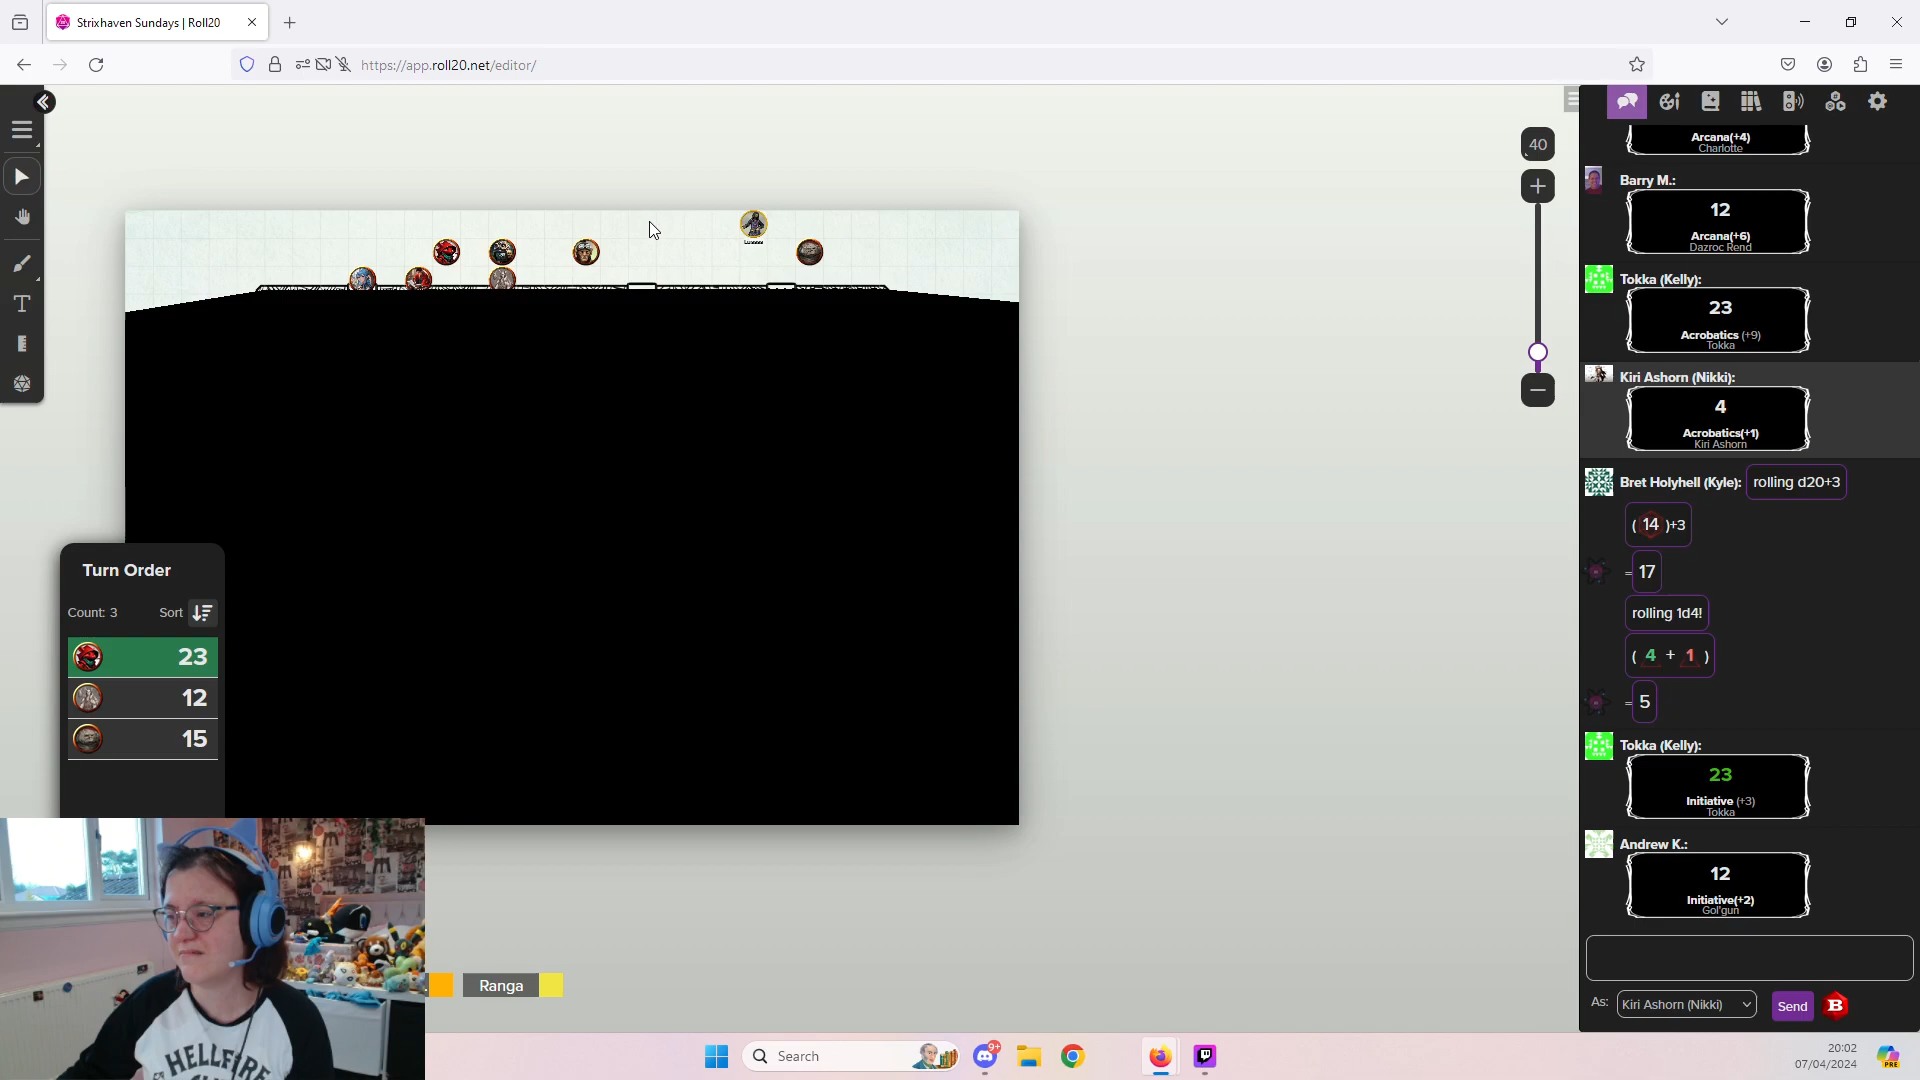 Strixhaven Sundays | Roll20
https://app.roll20.net/editor/
40
Arcana(+4)
Charlotte
Barry M.:
12
Arcana(+6)
Dazroc Rend
Tokka (Kelly):
23
Acrobatics (+9)
Tokka
Kiri Ashorn (Nikki):
4
Acrobatics(+1)
Kiri Ashorn
Bret Holyhell (Kyle): rolling d20+3
(14)+3
=17
rolling 1d4!
(4 + 1)
=5
Tokka (Kelly):
23
Initiative (+3)
Tokka
Andrew K.:
12
Initiative(+2)
Gol'gun
As: Kiri Ashorn (Nikki) Send B
Turn Order
Count: 3 Sort
23
12
15
HELLFIRE
Ranga
Search
9+
20:02
07/04/2024
PRE